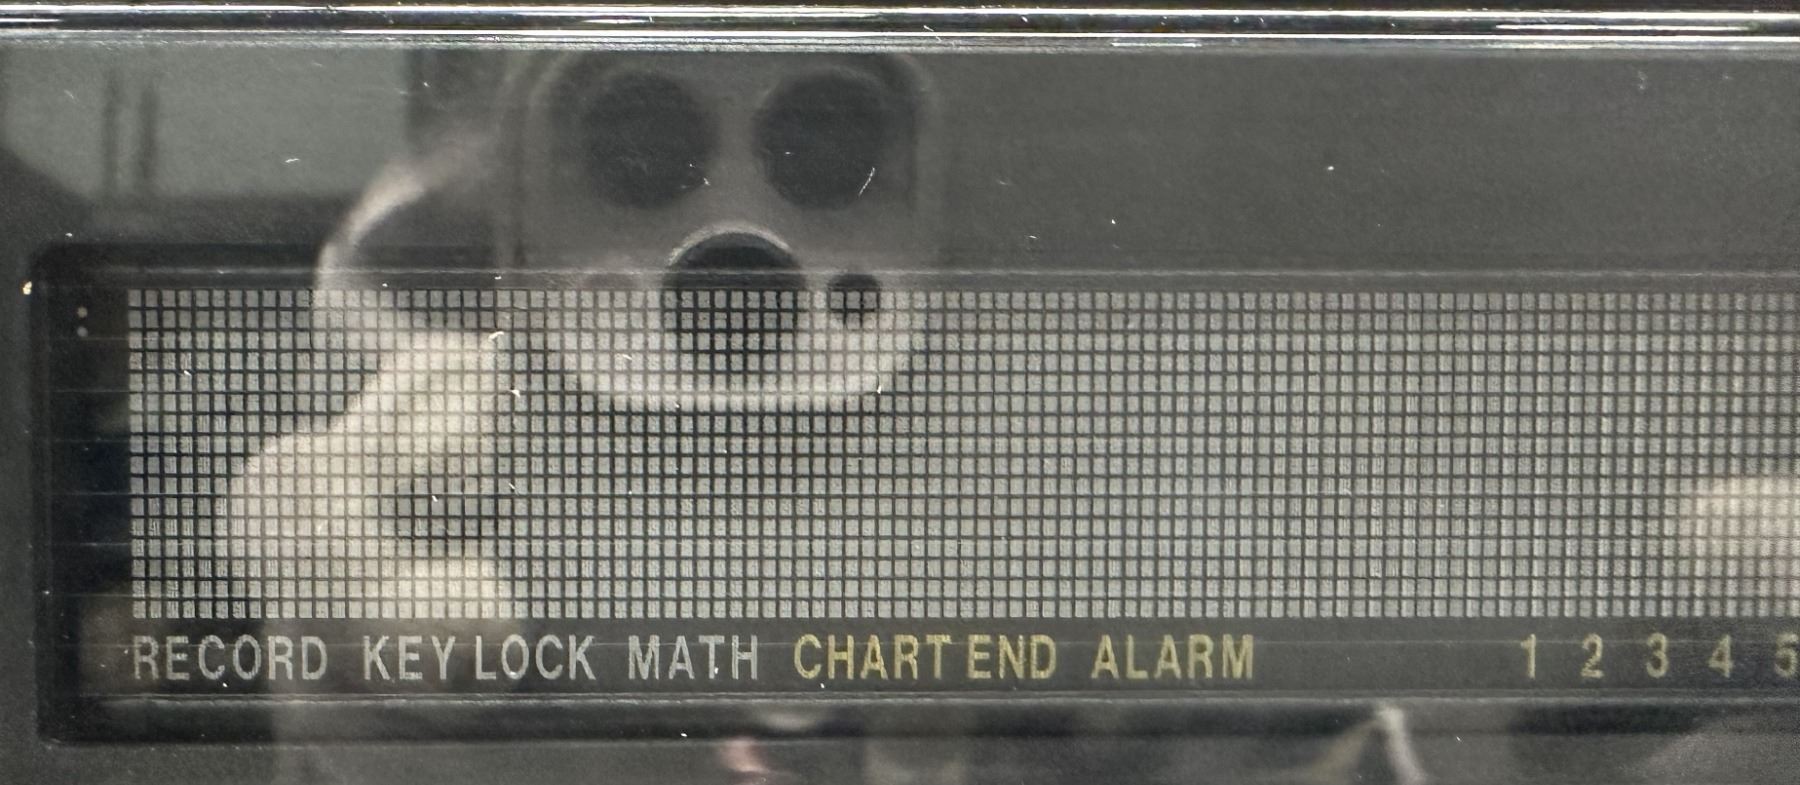 RECORD KEY LOCK MATH CHART END ALARM 1 2 3 4 5